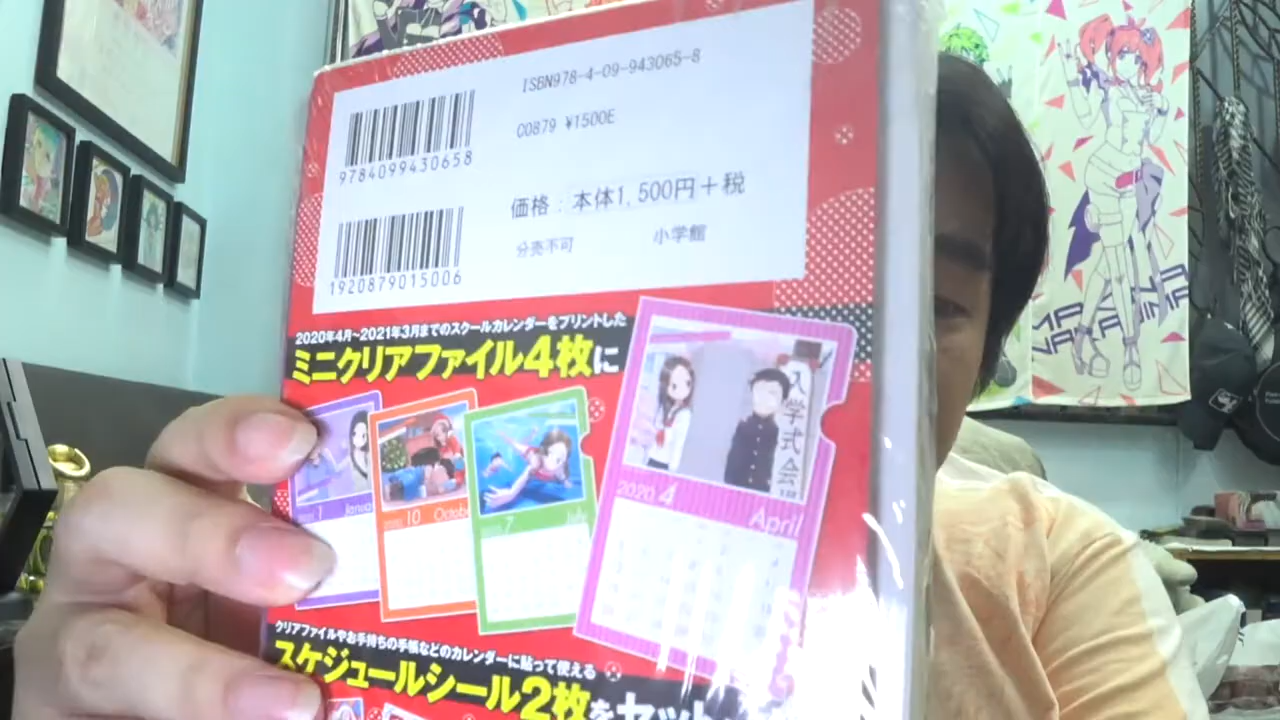 ISBN978-4-09-943065-8
C0879 ¥1500E
9784099430658
価格：本体1,500円＋税
分売不可 小学館
1920879015006
2020年4月〜2021年3月までのスクールカレンダーをプリントした
ミニクリアファイル4枚に
入学式会
1
10 Octobe
7 July
2020 4
April
クリアファイルやお手持ちの手帳などのカレンダーに貼って使える
スケジュールシール2枚をセット